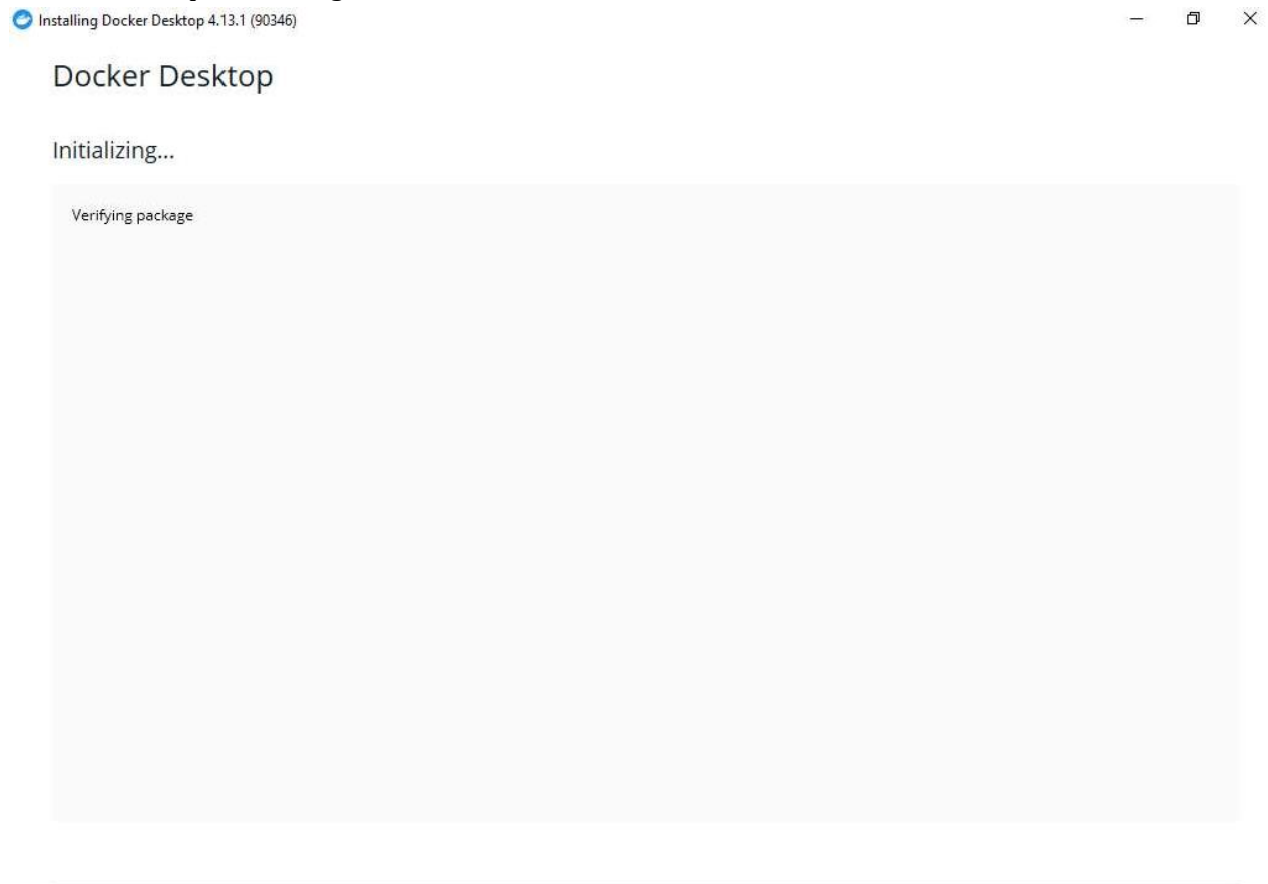 Installing Docker Desktop 4.13.1 (90346)
Docker Desktop
Initializing...
Verifying package